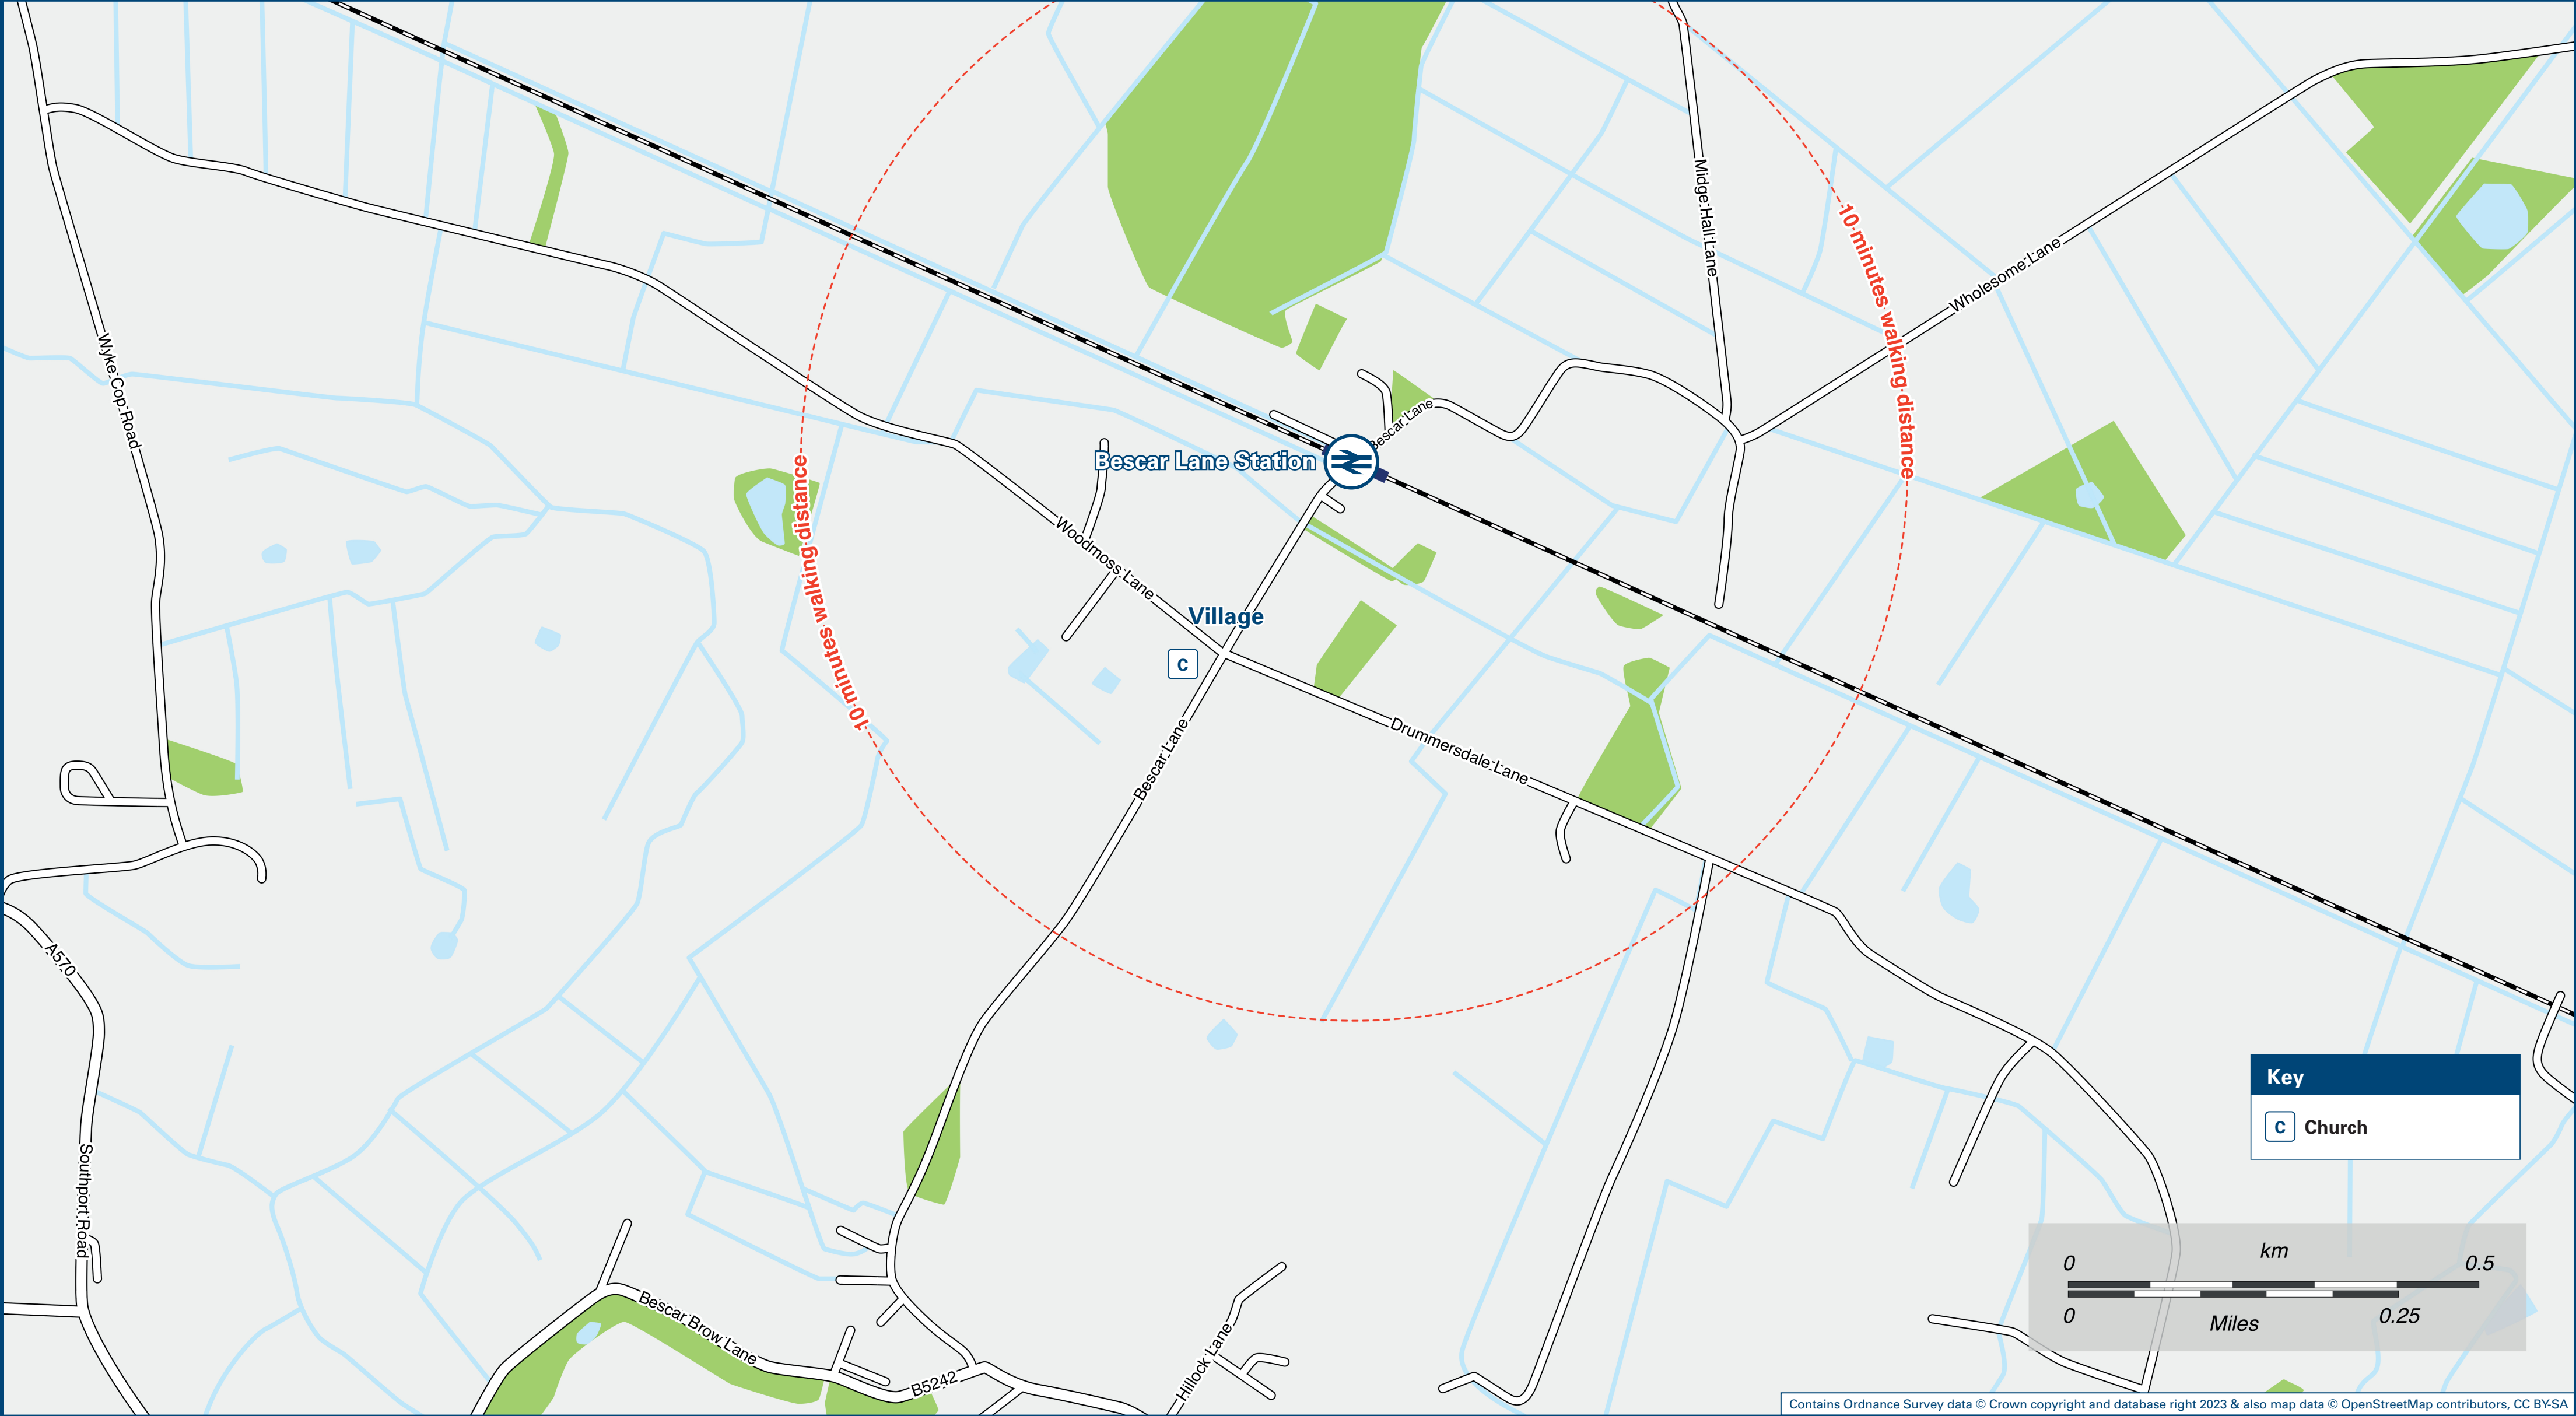 Midge Hall Lane
10 minutes walking distance
Wholesome Lane
Wyke Cop Road
Bescar Lane
Bescar Lane Station
10 minutes walking distance
Woodmoss Lane
Village
C
Bescar Lane
Drummersdale Lane
A570
Southport Road
Bescar Brow Lane
B5242
Hillock Lane
Key
C Church
km
0 0.5
0 0.25
Miles
Contains Ordnance Survey data © Crown copyright and database right 2023 & also map data © OpenStreetMap contributors, CC BY-SA